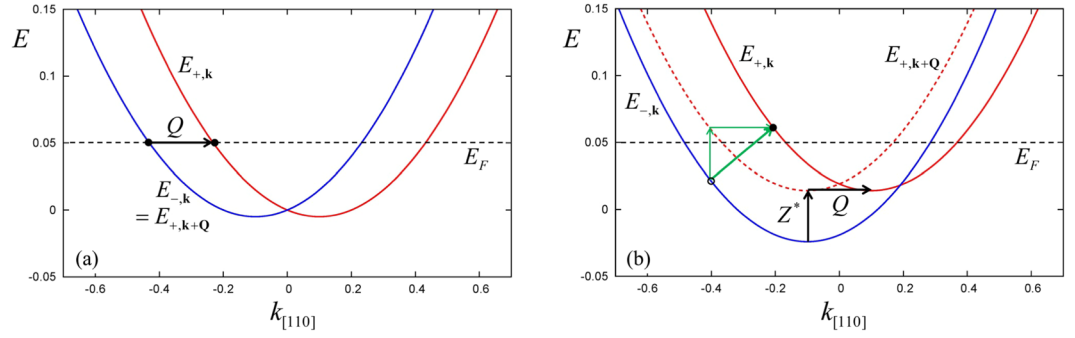 E
0.15
0.1
0.05
0
-0.05
E+,k
Q
EF
E−,k
= E+,k+Q
(a)
-0.6 -0.4 -0.2 0 0.2 0.4 0.6
k[110]
E
0.15
0.1
0.05
0
-0.05
E+,k
E+,k+Q
E−,k
EF
Z*
Q
(b)
-0.6 -0.4 -0.2 0 0.2 0.4 0.6
k[110]